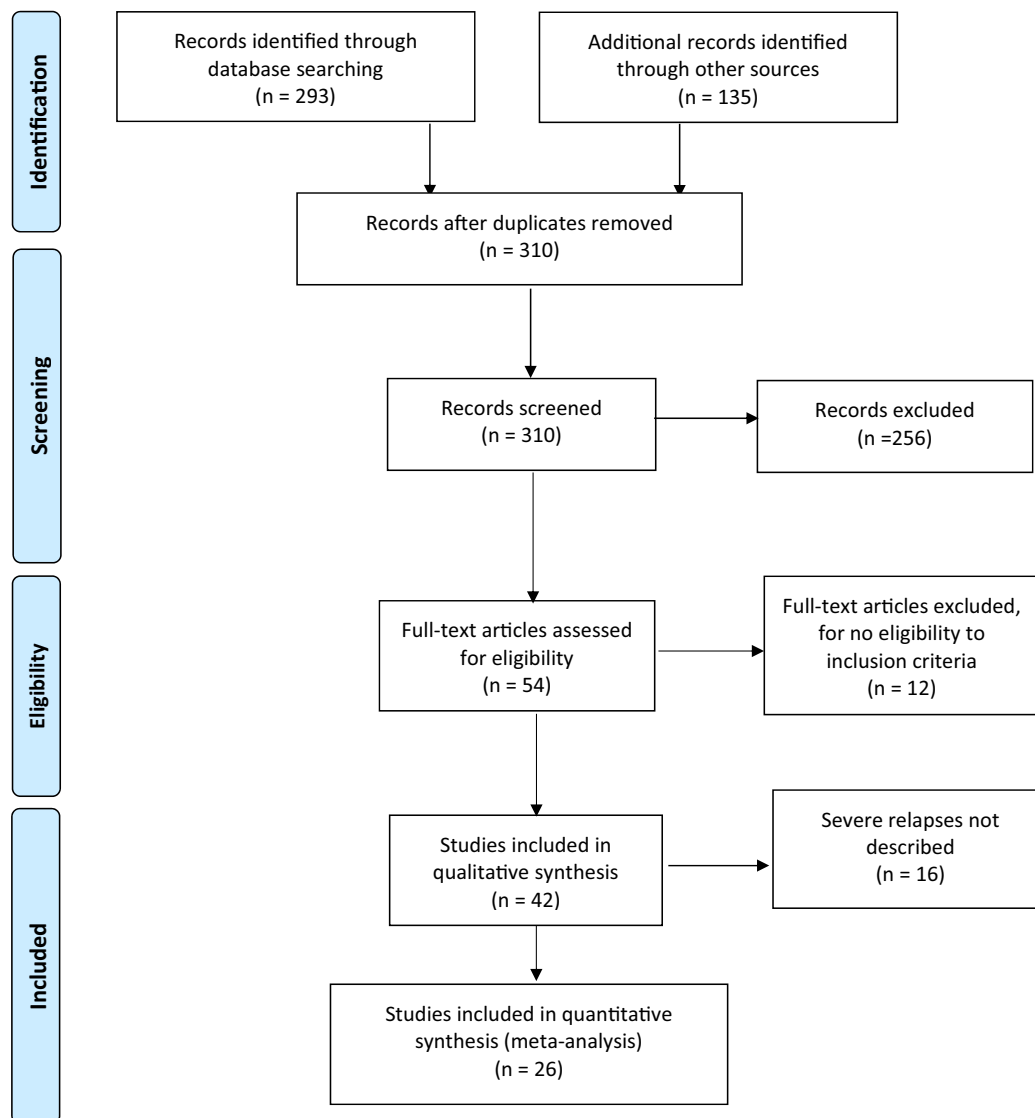 Identification
Records identified through
database searching
(n = 293)
Additional records identified
through other sources
(n = 135)
Records after duplicates removed
(n = 310)
Screening
Records screened
(n = 310)
Records excluded
(n =256)
Eligibility
Full-text articles assessed
for eligibility
(n = 54)
Full-text articles excluded,
for no eligibility to
inclusion criteria
(n = 12)
Included
Studies included in
qualitative synthesis
(n = 42)
Severe relapses not
described
(n = 16)
Studies included in quantitative
synthesis (meta-analysis)
(n = 26)